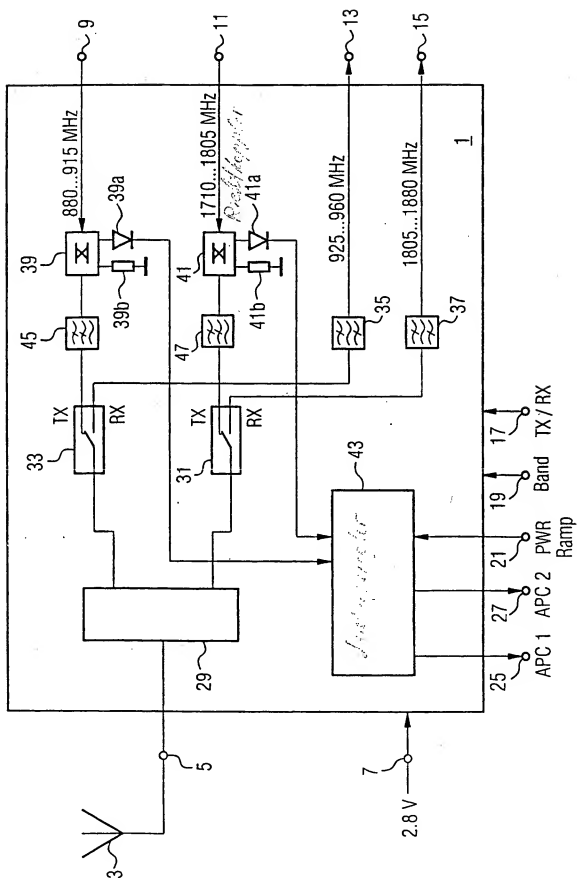 9
11
13
15
880...915 MHz
1710...1805 MHz
Richtkoppler
925...960 MHz
1805...1880 MHz
1
39
39a
39b
41
41a
41b
45
47
35
37
TX
RX
33
TX
RX
31
43
29
3
5
7
2.8 V
17
TX / RX
19
Band
21
PWR
Ramp
27
APC 2
25
APC 1